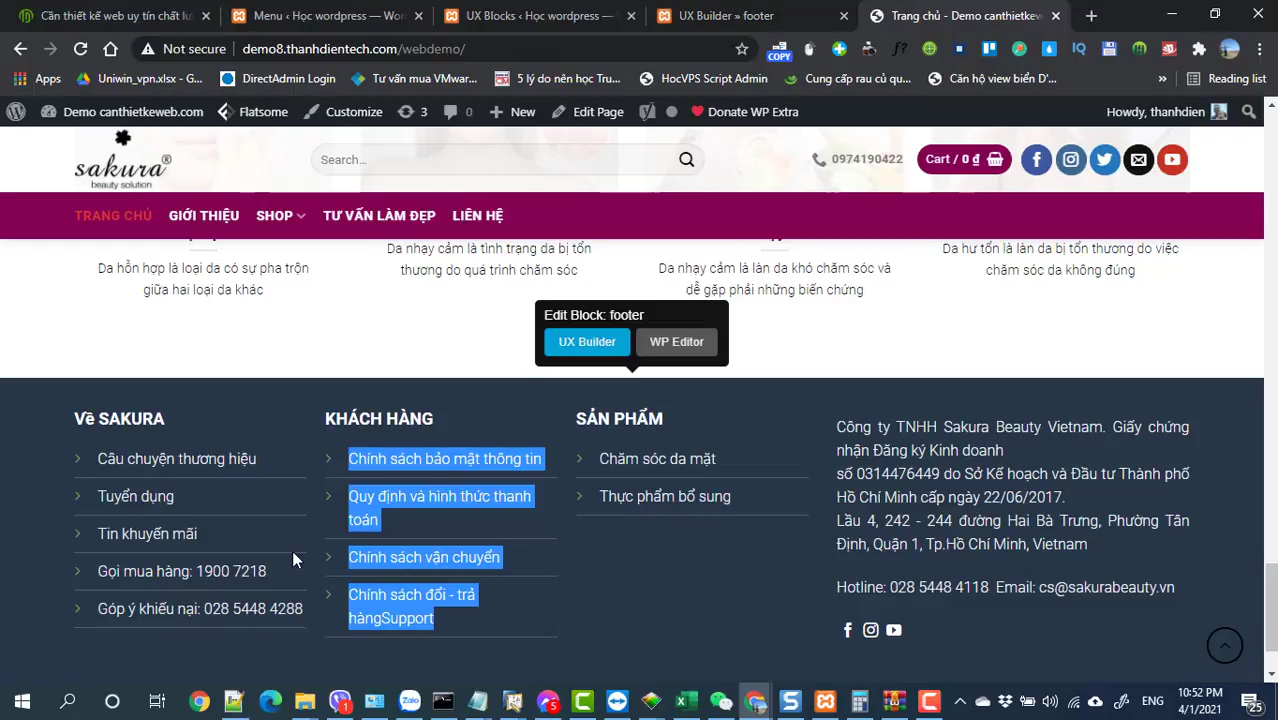 Cần thiết kế web uy tín chất lư
Menu ‹ Học wordpress — Wor
UX Blocks ‹ Học wordpress —
UX Builder » footer
Trang chủ - Demo canthietkew
Not secure
demo8.thanhdientech.com/webdemo/
COPY
f?
IQ
Apps
Uniwin_vpn.xlsx - G...
DirectAdmin Login
Tư vấn mua VMwar...
5 lý do nên học Tru...
HocVPS Script Admin
Cung cấp rau củ qu...
Căn hộ view biển D'...
»
Reading list
Demo canthietkeweb.com
Flatsome
Customize
3
0
New
Edit Page
Donate WP Extra
Howdy, thanhdien
sakura®
beauty solution
Search...
0974190422
Cart / 0 ₫
TRANG CHỦ
GIỚI THIỆU
SHOP
TƯ VẤN LÀM ĐẸP
LIÊN HỆ
Da hỗn hợp là loại da có sự pha trộn
giữa hai loại da khác
Da nhạy cảm là tình trạng da bị tổn
thương do quá trình chăm sóc
Da nhạy cảm là làn da khó chăm sóc và
dễ gặp phải những biến chứng
Da hư tổn là làn da bị tổn thương do việc
chăm sóc da không đúng
Edit Block: footer
UX Builder
WP Editor
Về SAKURA
Câu chuyện thương hiệu
Tuyển dụng
Tin khuyến mãi
Gọi mua hàng: 1900 7218
Góp ý khiếu nại: 028 5448 4288
KHÁCH HÀNG
Chính sách bảo mật thông tin
Quy định và hình thức thanh
toán
Chính sách vận chuyển
Chính sách đổi - trả
hàngSupport
SẢN PHẨM
Chăm sóc da mặt
Thực phẩm bổ sung
Công ty TNHH Sakura Beauty Vietnam. Giấy chứng
nhận Đăng ký Kinh doanh
số 0314476449 do Sở Kế hoạch và Đầu tư Thành phố
Hồ Chí Minh cấp ngày 22/06/2017.
Lầu 4, 242 - 244 đường Hai Bà Trưng, Phường Tân
Định, Quận 1, Tp.Hồ Chí Minh, Vietnam
Hotline: 028 5448 4118 Email: cs@sakurabeauty.vn
1
Zalo
ENG
10:52 PM
4/1/2021
25